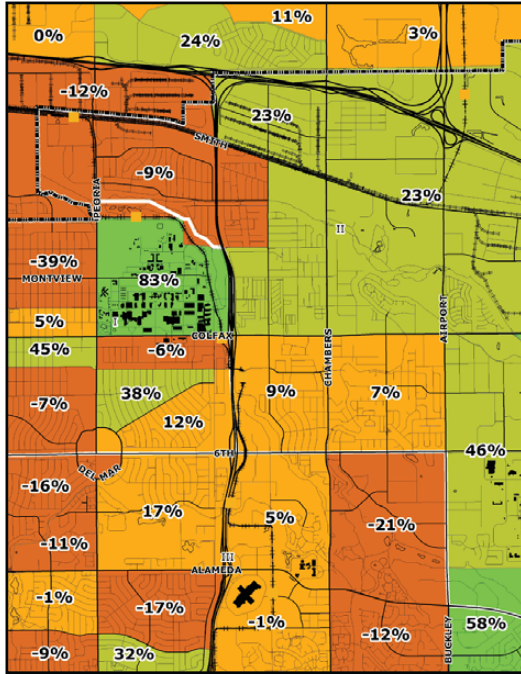 11%
0%
24%
3%
-12%
23%
SMITH
-9%
PEORIA
23%
II
-39%
MONTVIEW
83%
I
5%
COLFAX
CHAMBERS
AIRPORT
45%
-6%
-7%
38%
9%
7%
12%
6TH
46%
DEL MAR
-16%
17%
5%
-21%
-11%
III
ALAMEDA
-1%
-17%
-1%
-12%
BUCKLEY
58%
-9%
32%